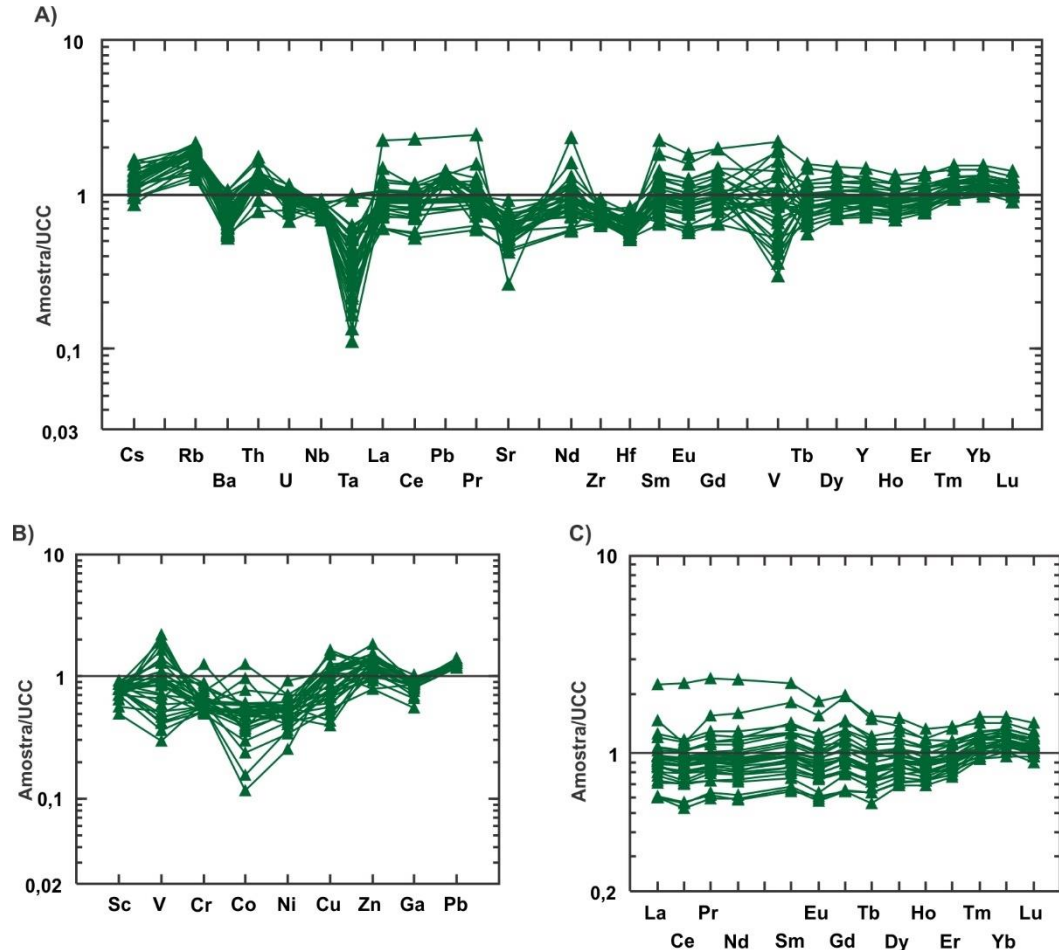 A)
10
1
0,1
0,03
Amostra/UCC
Cs Rb Th Nb La Pb Sr Nd Hf Eu Tb Y Er Yb
Ba U Ta Ce Pr Zr Sm Gd V Dy Ho Tm Lu
B)
10
1
0,1
0,02
Amostra/UCC
Sc V Cr Co Ni Cu Zn Ga Pb
C)
10
1
0,2
Amostra/UCC
La Pr Eu Tb Ho Tm Lu
Ce Nd Sm Gd Dy Er Yb